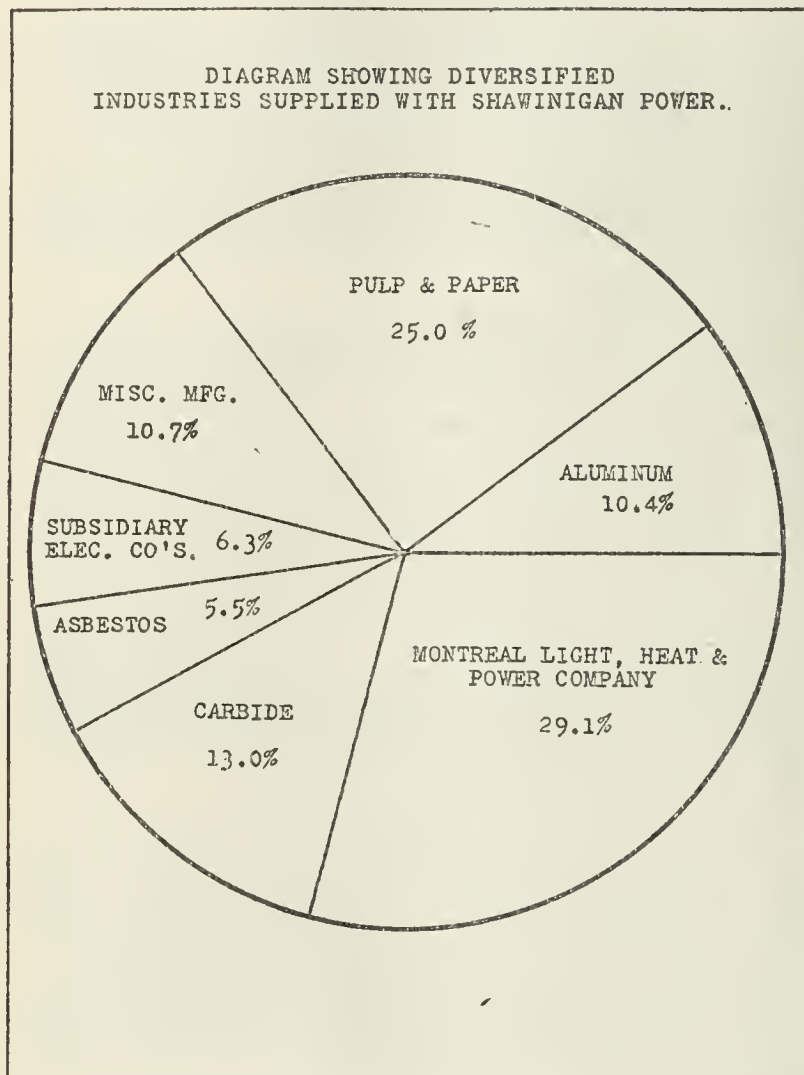 DIAGRAM SHOWING DIVERSIFIED
INDUSTRIES SUPPLIED WITH SHAWINIGAN POWER..
PULP & PAPER
25.0 %
MISC. MFG.
10.7%
ALUMINUM
10.4%
SUBSIDIARY
ELEC. CO'S. 6.3%
ASBESTOS 5.5%
MONTREAL LIGHT, HEAT &
POWER COMPANY
29.1%
CARBIDE
13.0%